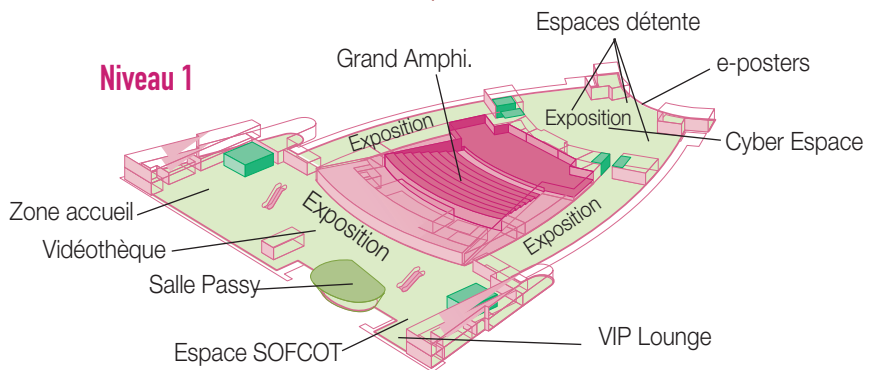 Espaces détente
Grand Amphi.
Niveau 1
e-posters
Exposition
Exposition
Cyber Espace
Zone accueil
Exposition
Exposition
Vidéothèque
Salle Passy
Espace SOFCOT
VIP Lounge